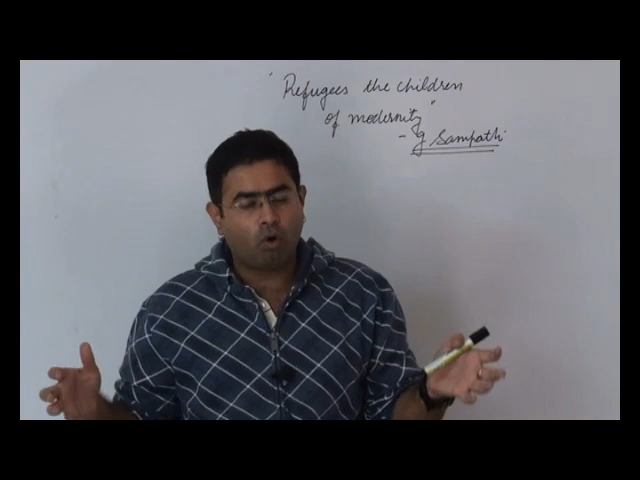 "Refugees the children
of modernity"
- g Sampath